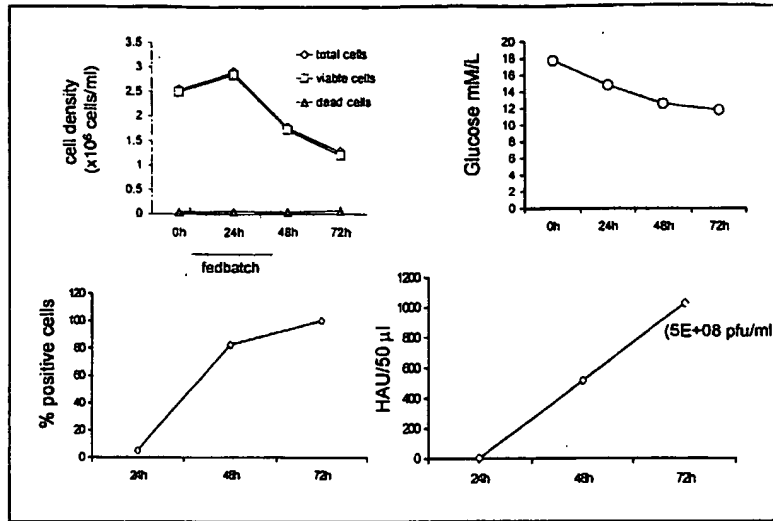 cell density
(x10⁶ cells/ml)
3.5
3
2.5
2
1.5
1
0.5
0
0h
24h
48h
72h
fedbatch
total cells
viable cells
dead cells
Glucose mM/L
20
18
16
14
12
10
8
6
4
2
0
0h
24h
48h
72h
% positive cells
120
100
80
60
40
20
0
24h
48h
72h
HAU/50 µl
1200
1000
800
600
400
200
0
24h
48h
72h
(5E+08 pfu/ml